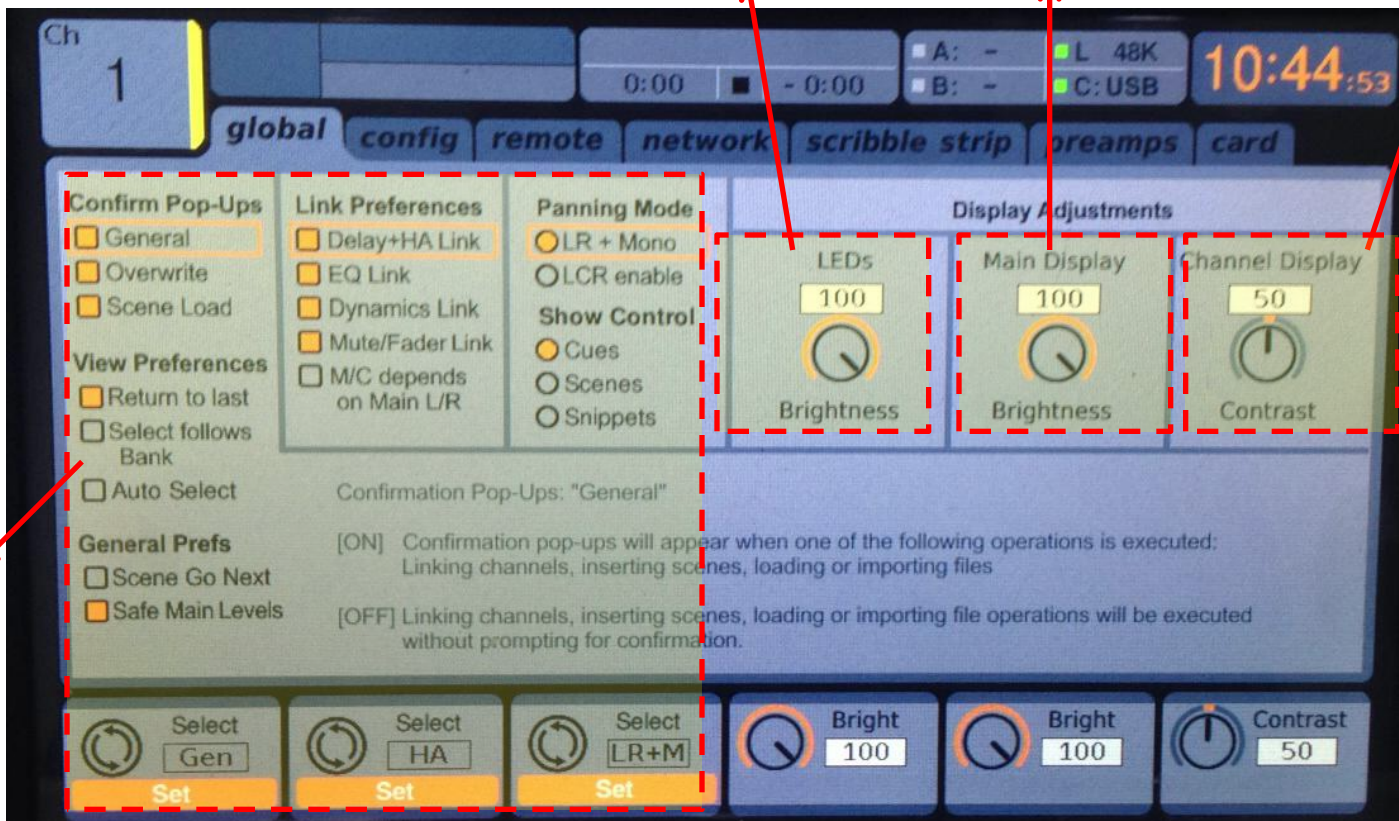 Ch
1
0:00
- 0:00
A: -
B: -
L 48K
C: USB
10:44:53
global
config
remote
network
scribble strip
preamps
card
Confirm Pop-Ups
General
Overwrite
Scene Load
View Preferences
Return to last
Select follows
Bank
Auto Select
General Prefs
Scene Go Next
Safe Main Levels
Link Preferences
Delay+HA Link
EQ Link
Dynamics Link
Mute/Fader Link
M/C depends
on Main L/R
Panning Mode
LR + Mono
LCR enable
Show Control
Cues
Scenes
Snippets
Display Adjustments
LEDs
100
Brightness
Main Display
100
Brightness
Channel Display
50
Contrast
Confirmation Pop-Ups: "General"
[ON] Confirmation pop-ups will appear when one of the following operations is executed:
Linking channels, inserting scenes, loading or importing files
[OFF] Linking channels, inserting scenes, loading or importing file operations will be executed
without prompting for confirmation.
Select
Gen
Set
Select
HA
Set
Select
LR+M
Set
Bright
100
Bright
100
Contrast
50